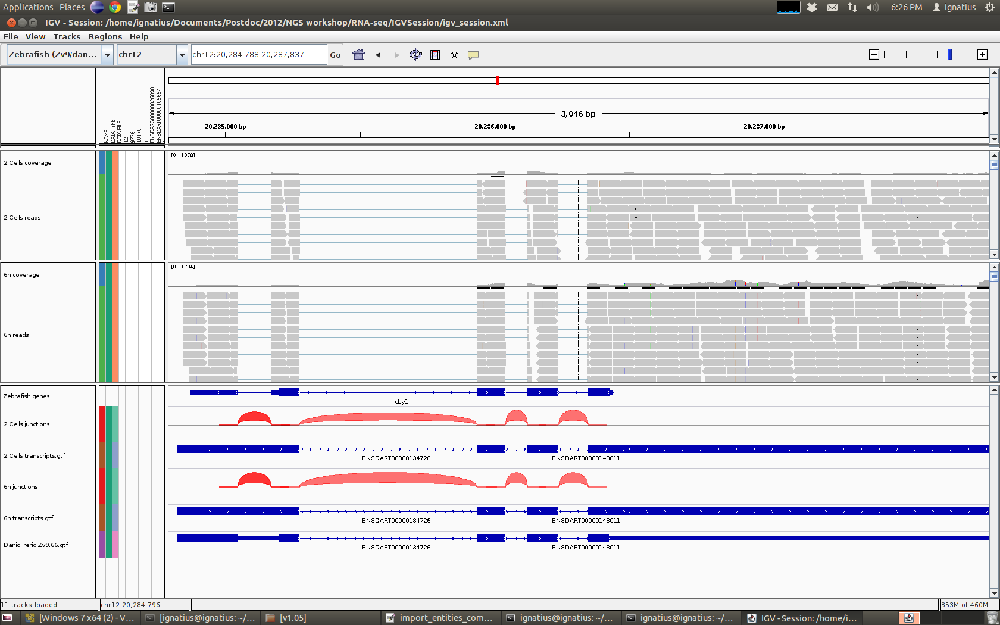 Applications Places 6:26 PM ignatius
IGV - Session: /home/ignatius/Documents/Postdoc/2012/NGS workshop/RNA-seq/IGVSession/igv_session.xml
File View Tracks Regions Help
Zebrafish (Zv9/dan... chr12 chr12:20,284,788-20,287,837 Go
NAME
DATA TYPE
DATA FILE
12
9776
10170
+
ENSDARG00000026090
ENSDART00000105694
3,046 bp
20,285,000 bp 20,286,000 bp 20,287,000 bp
[0 - 1078]
2 Cells coverage
2 Cells reads
[0 - 1704]
6h coverage
6h reads
Zebrafish genes
cby1
2 Cells junctions
2 Cells transcripts.gtf
ENSDART00000134726 ENSDART00000148011
6h junctions
6h transcripts.gtf
ENSDART00000134726 ENSDART00000148011
Danio_rerio.Zv9.66.gtf
ENSDART00000134726 ENSDART00000148011
11 tracks loaded chr12:20,284,796 353M of 460M
[Windows 7 x64 (2) - V... [ignatius@ignatius: ~/... [v1.05] import_entities_com... ignatius@ignatius: ~/... ignatius@ignatius: ~/... IGV - Session: /home/i...